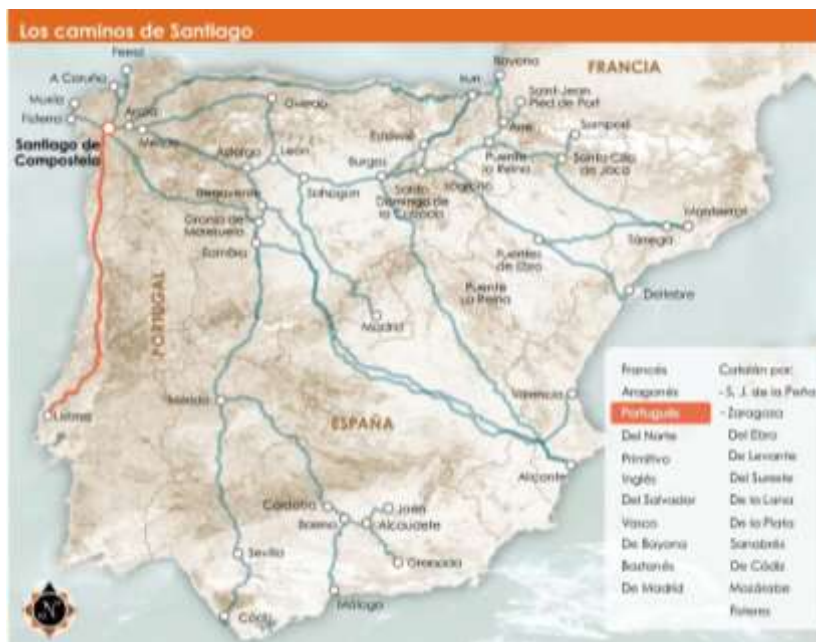 Los caminos de Santiago
Ferrol
A Coruña
Muxía
Fisterra
Arzúa
Melide
Santiago de
Compostela
Oviedo
Irun
Bayona
FRANCIA
Saint-Jean
Pied de Port
Somport
Astorga
León
Burgos
Puente
la Reina
Santa Cilia
de Jaca
Benavente
Sahagún
Santo
Domingo de
la Calzada
Logroño
Granja de
Moreruela
Zamora
Montserrat
Tàrrega
Fuentes
de Ebro
Puente
La Reina
Deltebre
PORTUGAL
Madrid
Lisboa
Mérida
ESPAÑA
Valencia
Alicante
Córdoba
Baena
Jaén
Alcaudete
Sevilla
Granada
Málaga
Cádiz
N
Francés
Aragonés
Portugués
Del Norte
Primitivo
Inglés
Del Salvador
Vasco
De Bayona
Baztanés
De Madrid
Catalán por:
- S. J. de la Peña
- Zaragoza
Del Ebro
De Levante
Del Sureste
De la Lana
De la Plata
Sanabrés
De Cádiz
Mozárabe